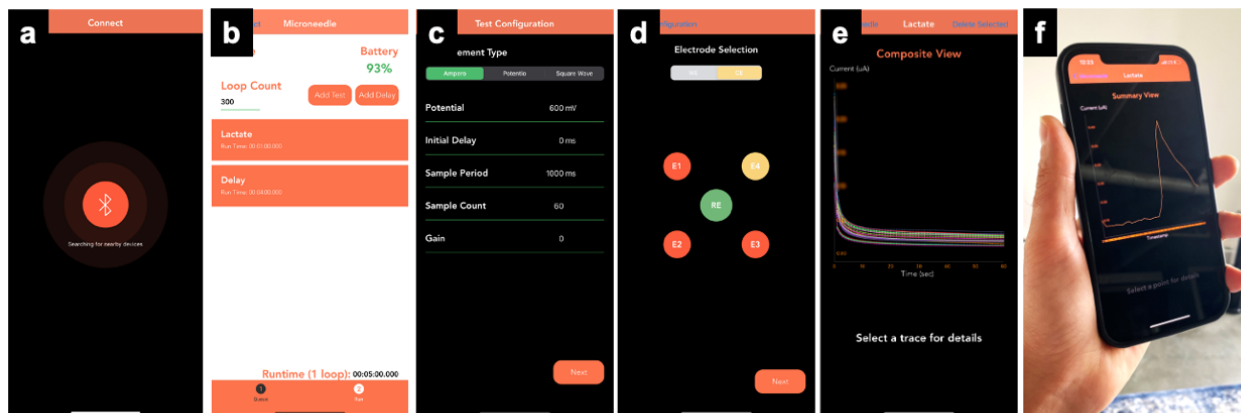 a
Connect
Searching for nearby devices
b
Microneedle
Battery
93%
Loop Count
300
Add Test
Add Delay
Lactate
Run Time: 00:01:00.000
Delay
Run Time: 00:04:00.000
Runtime (1 loop): 00:05:00.000
1
2
Status
Run
c
Test Configuration
ement Type
Ampero
Potentio
Square Wave
Potential
600 mV
Initial Delay
0 ms
Sample Period
1000 ms
Sample Count
60
Gain
0
Next
d
nfiguration
Electrode Selection
E1
E4
RE
E2
E3
Next
e
Lactate
Delete Selected
Composite View
Current (uA)
Time (sec)
Select a trace for details
f
Lactate
Summary View
Current (uA)
Timestamp
Select a point for details